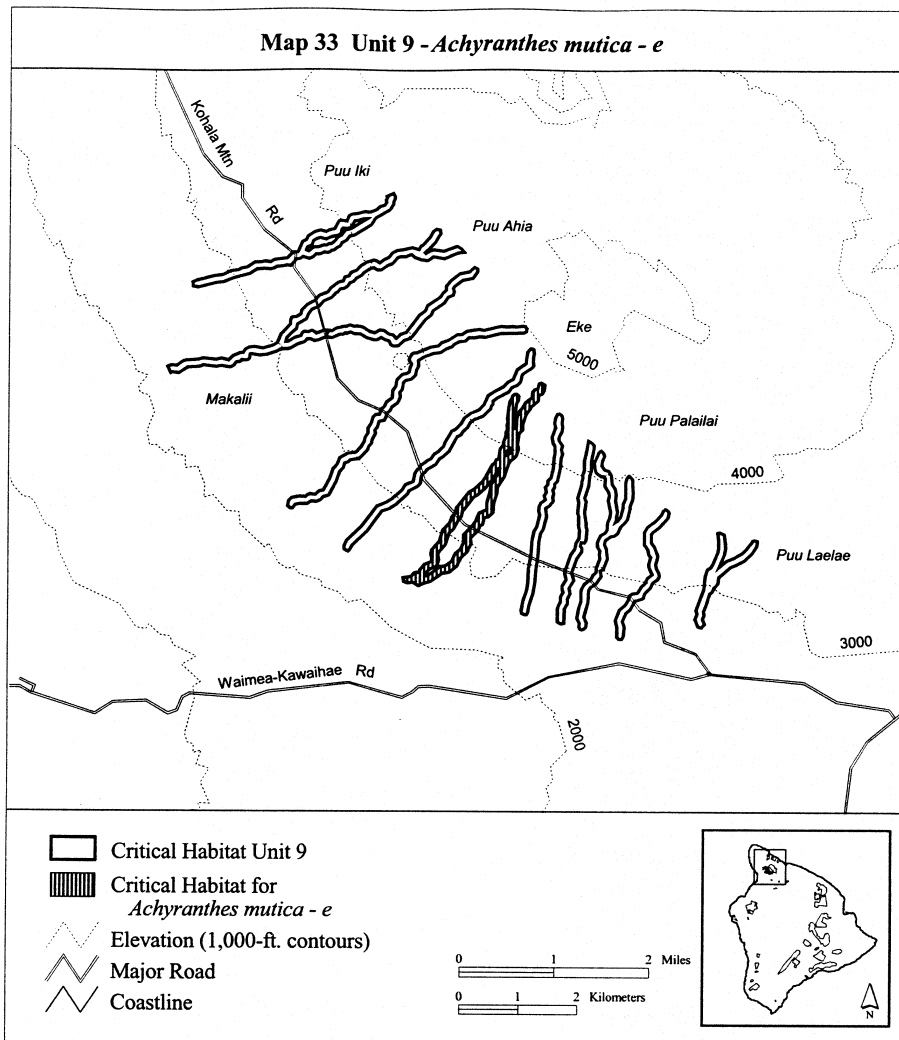 Map 33 Unit 9 - Achyranthes mutica - e
Kohala Mtn
Rd
Puu Iki
Puu Ahia
Eke
5000
Makalii
Puu Palailai
4000
Puu Laelae
3000
Waimea-Kawaihae Rd
2000
Critical Habitat Unit 9
Critical Habitat for
Achyranthes mutica - e
Elevation (1,000-ft. contours)
Major Road
Coastline
0 1 2 Miles
0 1 2 Kilometers
N